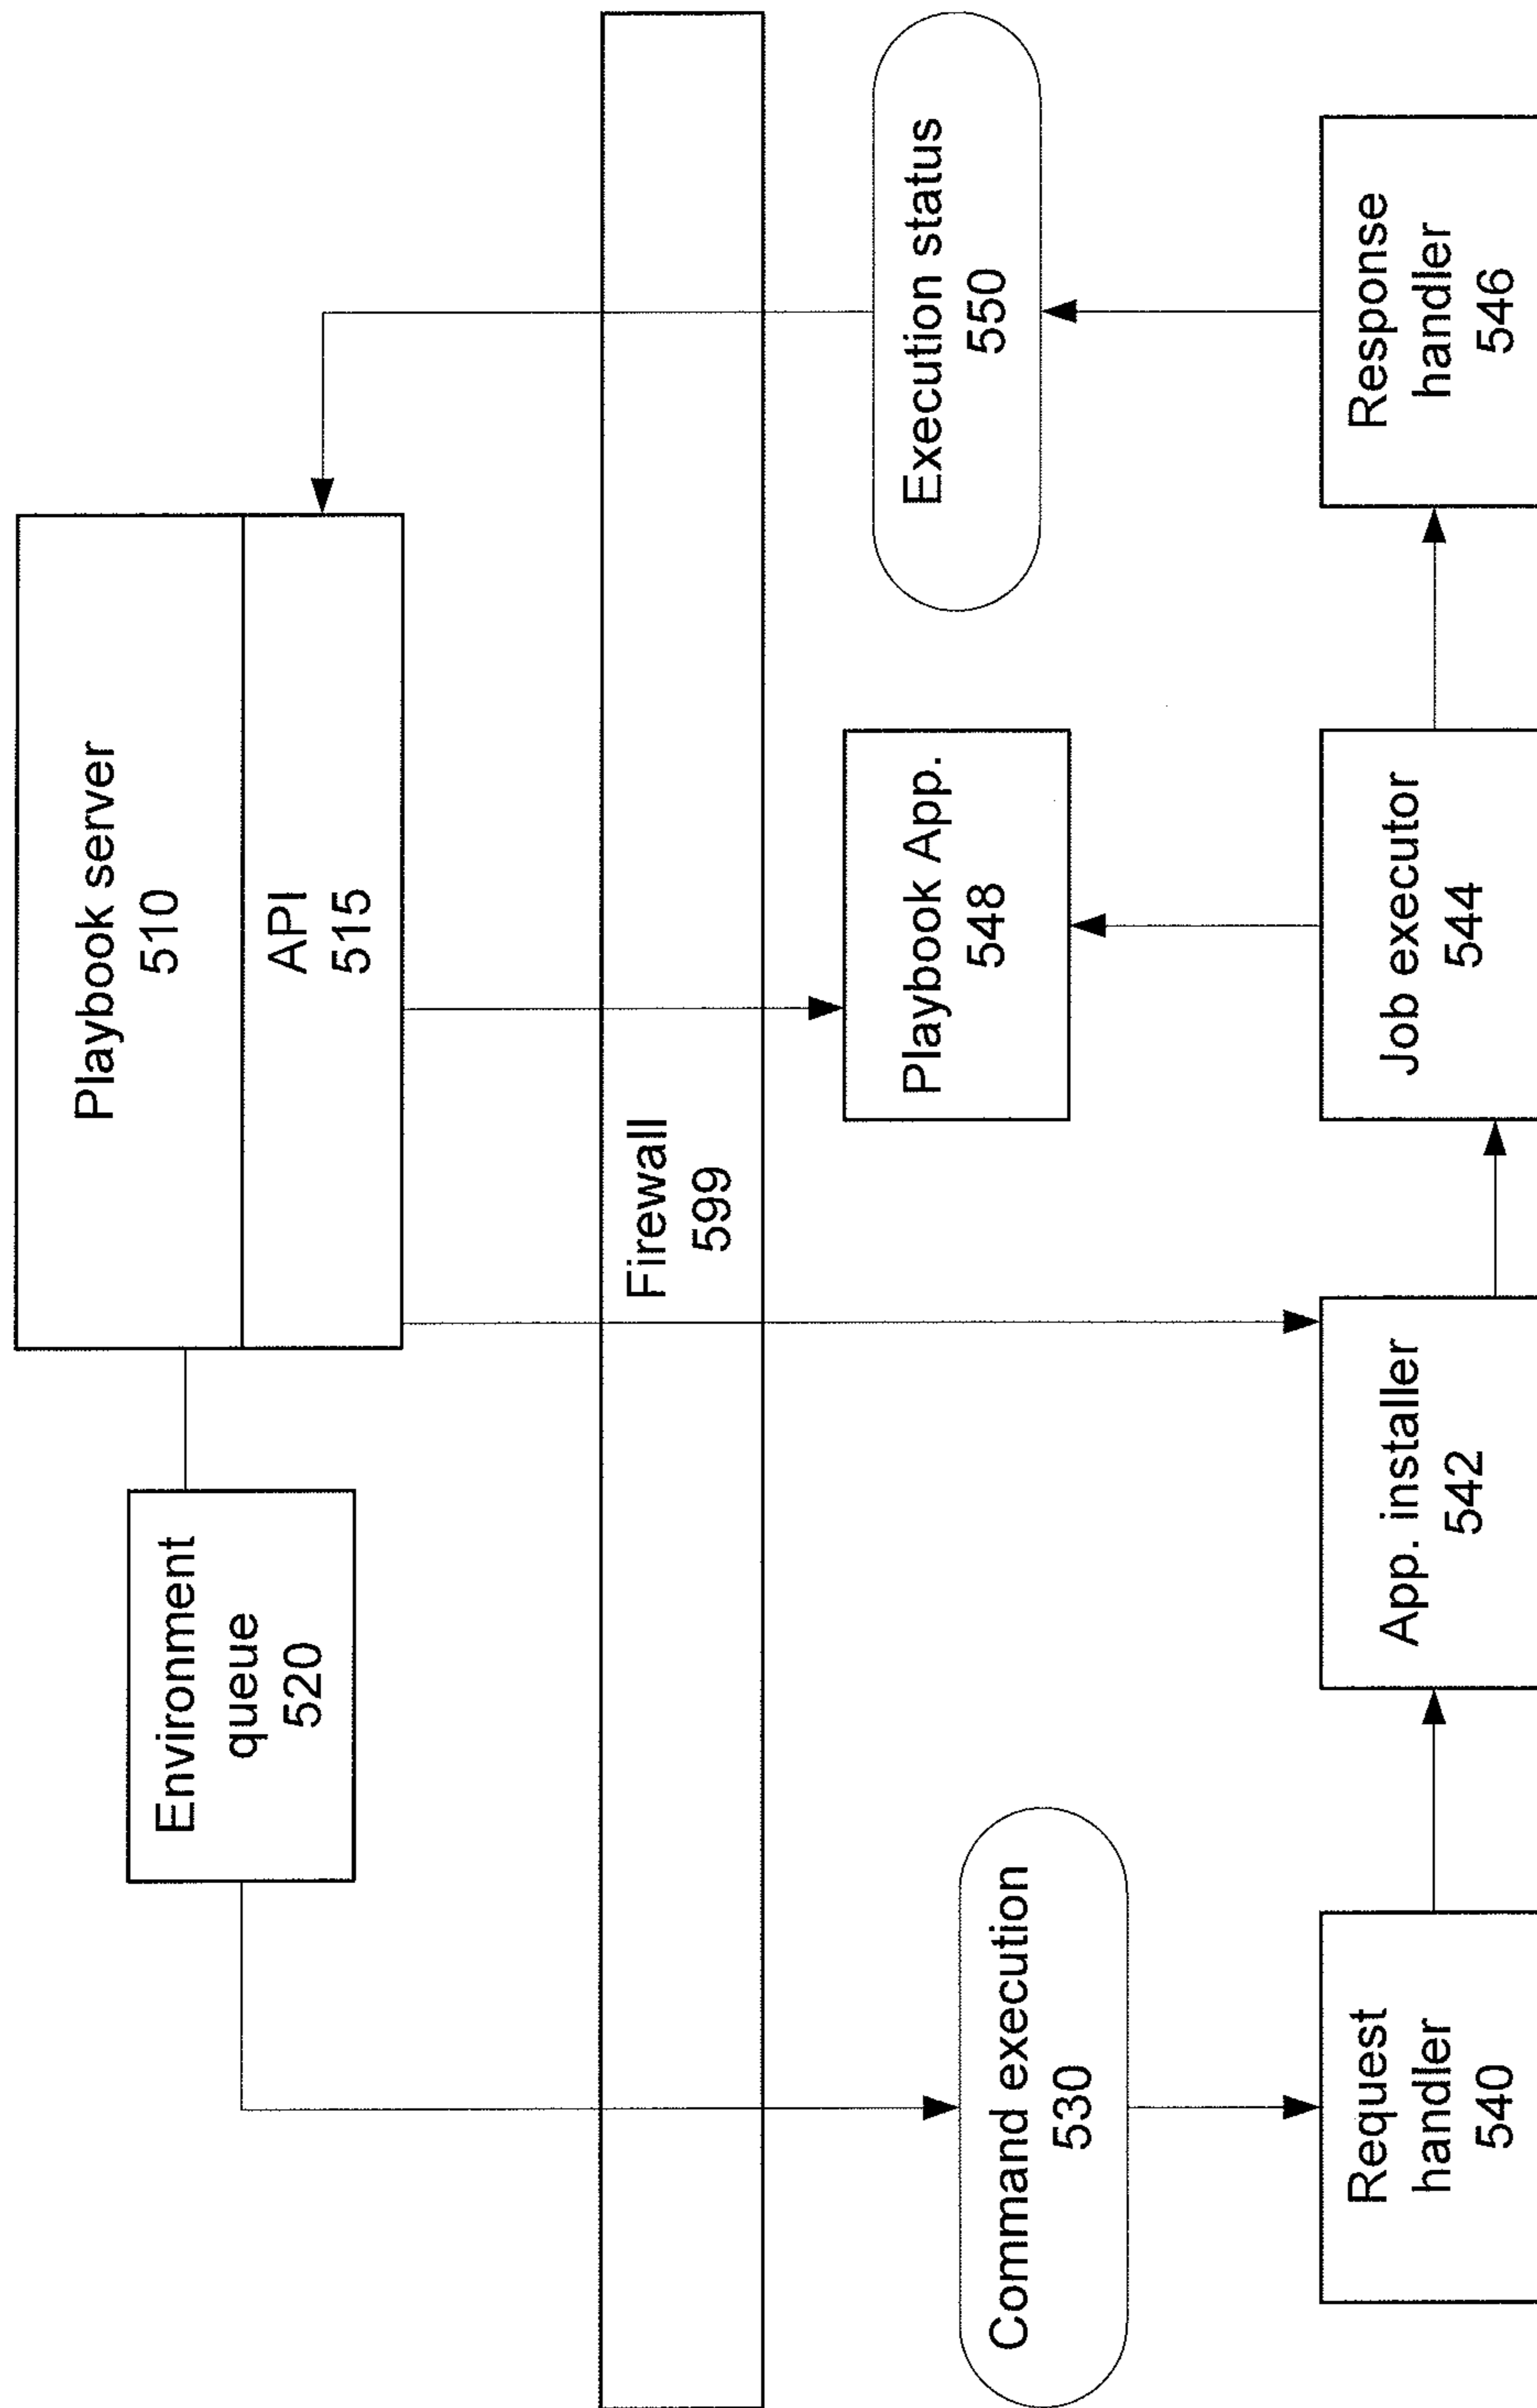 Playbook server
510
API
515
Environment
queue
520
Firewall
599
Command execution
530
Playbook App.
548
Execution status
550
Request
handler
540
App. installer
542
Job executor
544
Response
handler
546